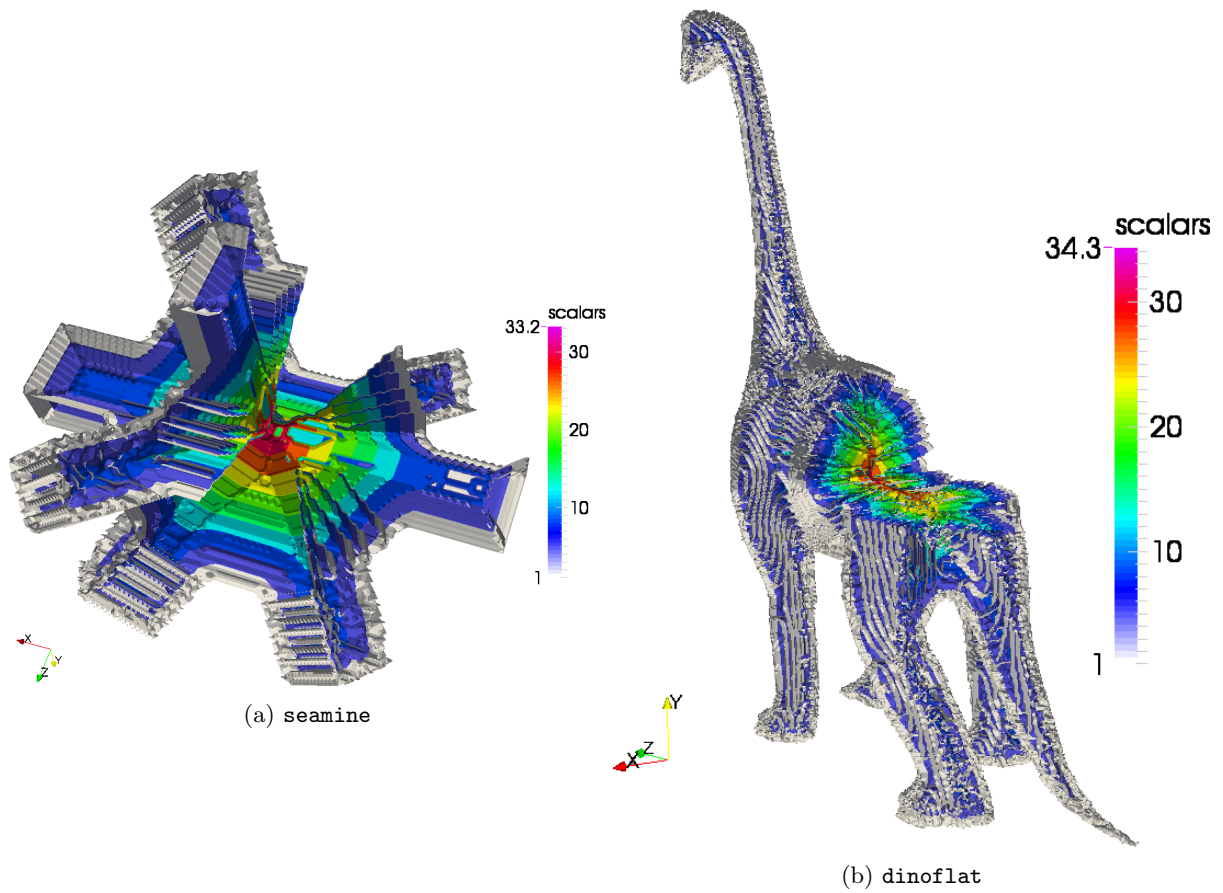 scalars
33.2
30
20
10
1
X
Y
Z
(a) seamine
scalars
34.3
30
20
10
1
Y
Z
X
(b) dinoflat